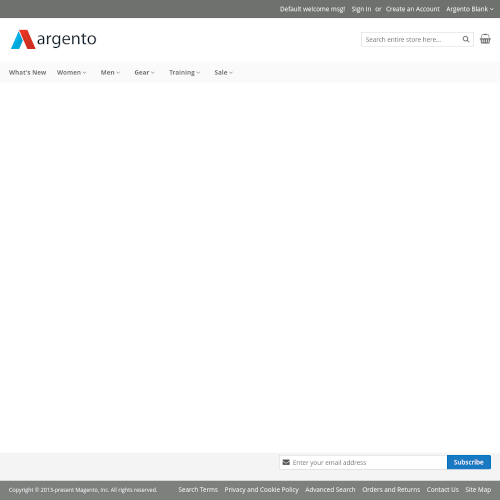 Default welcome msg! Sign In or Create an Account Argento Blank
argento
Search entire store here...
What's New Women Men Gear Training Sale
Enter your email address Subscribe
Copyright © 2013-present Magento, Inc. All rights reserved. Search Terms Privacy and Cookie Policy Advanced Search Orders and Returns Contact Us Site Map